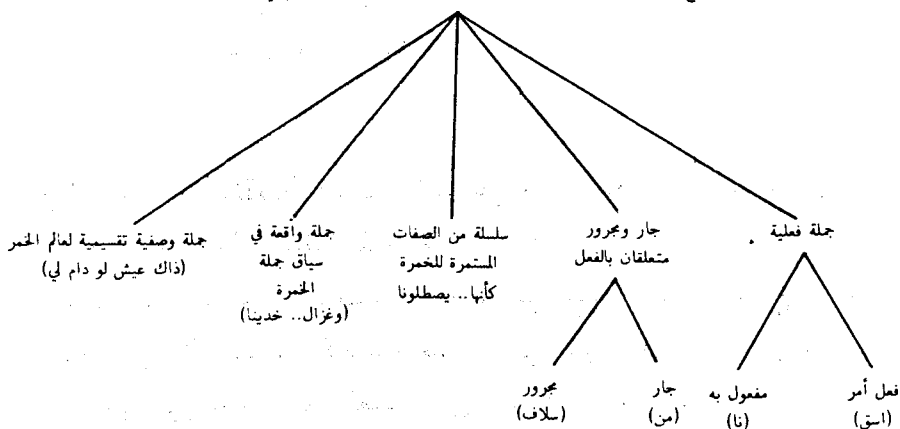 جملة فعلية
جار ومجرور
متعلقان بالفعل
سلسلة من الصفات
المستمرة للخمرة
كأنها.. يصطلونا
جملة واقعة في
سياق جملة
الخمرة
(وغزال.. خدينا)
جملة وصفية تقسيمية لعالم الخمر
(ذاك عيش لو دام لي)
فعل أمر
(اسق)
مفعول به
(نا)
جار
(من)
مجرور
(سلاف)